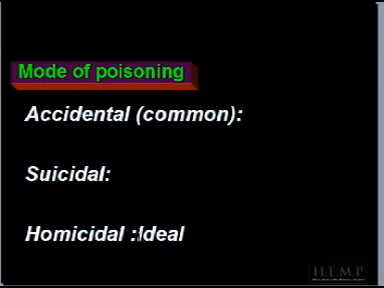 Mode of poisoning
Accidental (common):
Suicidal:
Homicidal :Ideal
H.E.M.P